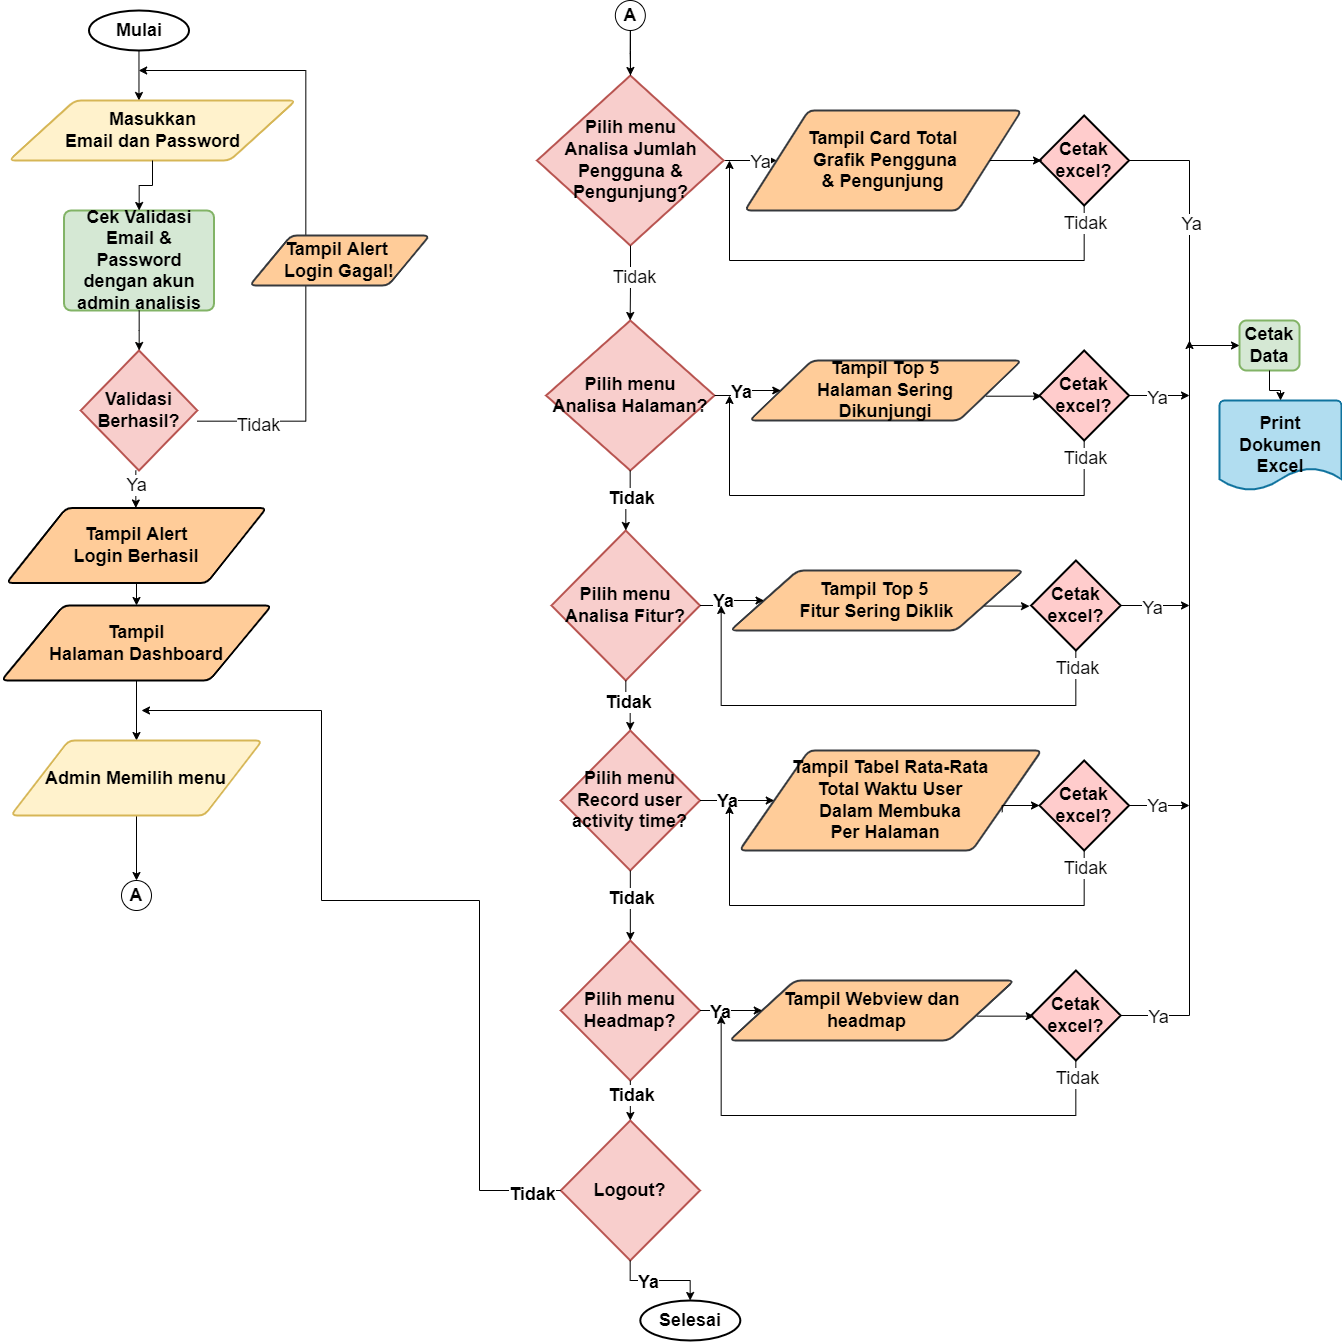 Mulai
Masukkan
Email dan Password
Cek Validasi
Email &
Password
dengan akun
admin analisis
Tampil Alert
Login Gagal!
Validasi
Berhasil?
Tidak
Ya
Tampil Alert
Login Berhasil
Tampil
Halaman Dashboard
Admin Memilih menu
A
A
Pilih menu
Analisa Jumlah
Pengguna &
Pengunjung?
Ya
Tampil Card Total
Grafik Pengguna
& Pengunjung
Cetak
excel?
Tidak
Ya
Tidak
Pilih menu
Analisa Halaman?
Ya
Tampil Top 5
Halaman Sering
Dikunjungi
Cetak
excel?
Ya
Tidak
Tidak
Cetak
Data
Print
Dokumen
Excel
Pilih menu
Analisa Fitur?
Ya
Tampil Top 5
Fitur Sering Diklik
Cetak
excel?
Ya
Tidak
Tidak
Pilih menu
Record user
activity time?
Ya
Tampil Tabel Rata-Rata
Total Waktu User
Dalam Membuka
Per Halaman
Cetak
excel?
Ya
Tidak
Tidak
Pilih menu
Headmap?
Ya
Tampil Webview dan
headmap
Cetak
excel?
Ya
Tidak
Tidak
Logout?
Tidak
Ya
Selesai